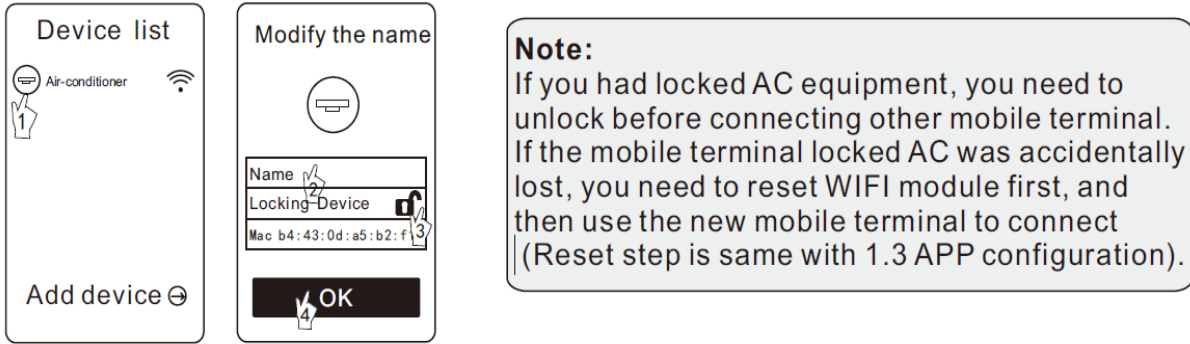 Device list
Air-conditioner
1
Add device
Modify the name
Name
2
Locking-Device
3
Mac b4:43:0d:a5:b2:f
OK
4
Note:
If you had locked AC equipment, you need to
unlock before connecting other mobile terminal.
If the mobile terminal locked AC was accidentally
lost, you need to reset WIFI module first, and
then use the new mobile terminal to connect
(Reset step is same with 1.3 APP configuration).